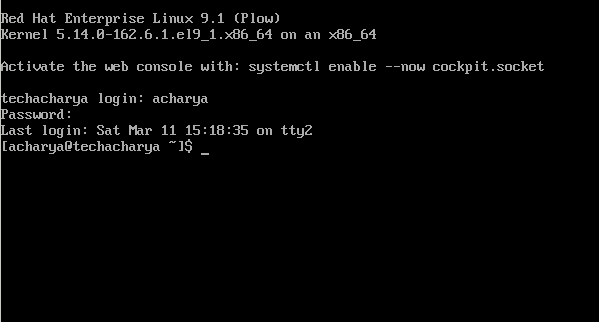 Red Hat Enterprise Linux 9.1 (Plow)
Kernel 5.14.0-162.6.1.el9_1.x86_64 on an x86_64
Activate the web console with: systemctl enable --now cockpit.socket
techacharya login: acharya
Password:
Last login: Sat Mar 11 15:18:35 on tty2
[acharya@techacharya ~]$ _